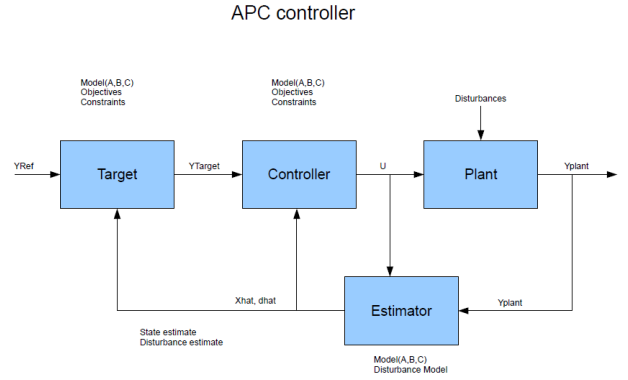 APC controller
Model(A,B,C)
Objectives
Constraints
Model(A,B,C)
Objectives
Constraints
Disturbances
YRef
Target
YTarget
Controller
U
Plant
Yplant
Xhat, dhat
Estimator
Yplant
State estimate
Disturbance estimate
Model(A,B,C)
Disturbance Model